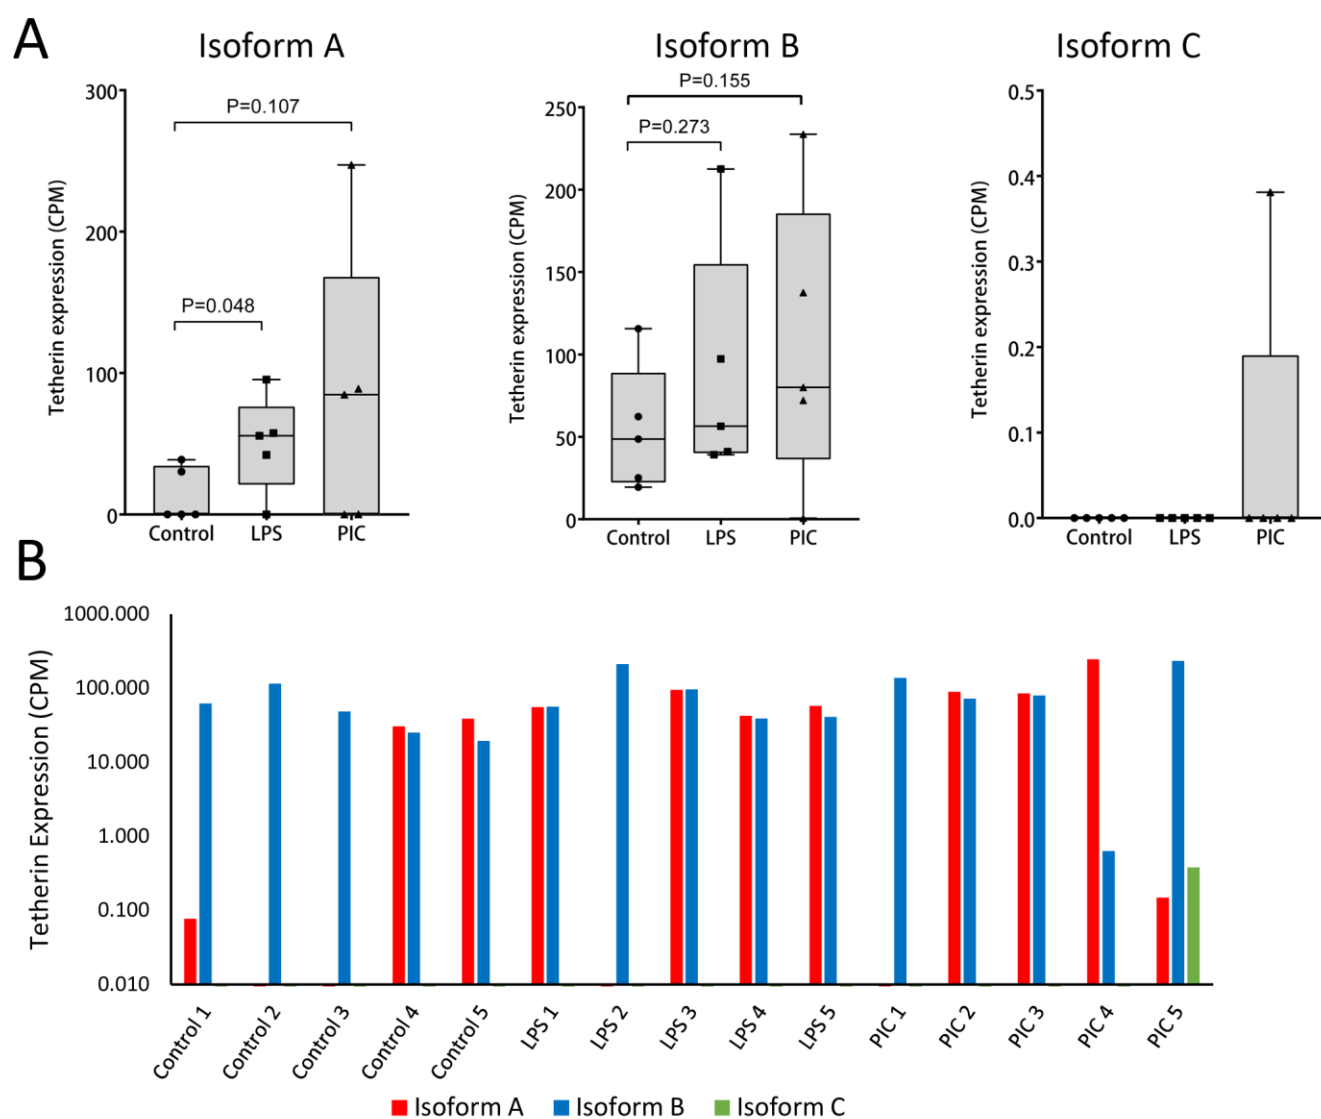 A
Isoform A
Isoform B
Isoform C
Tetherin expression (CPM)
300
200
100
0
P=0.107
P=0.048
Control
LPS
PIC
Tetherin expression (CPM)
250
200
150
100
50
0
P=0.155
P=0.273
Control
LPS
PIC
Tetherin expression (CPM)
0.5
0.4
0.3
0.2
0.1
0.0
Control
LPS
PIC
B
Tetherin Expression (CPM)
1000.000
100.000
10.000
1.000
0.100
0.010
Control 1
Control 2
Control 3
Control 4
Control 5
LPS 1
LPS 2
LPS 3
LPS 4
LPS 5
PIC 1
PIC 2
PIC 3
PIC 4
PIC 5
Isoform A
Isoform B
Isoform C